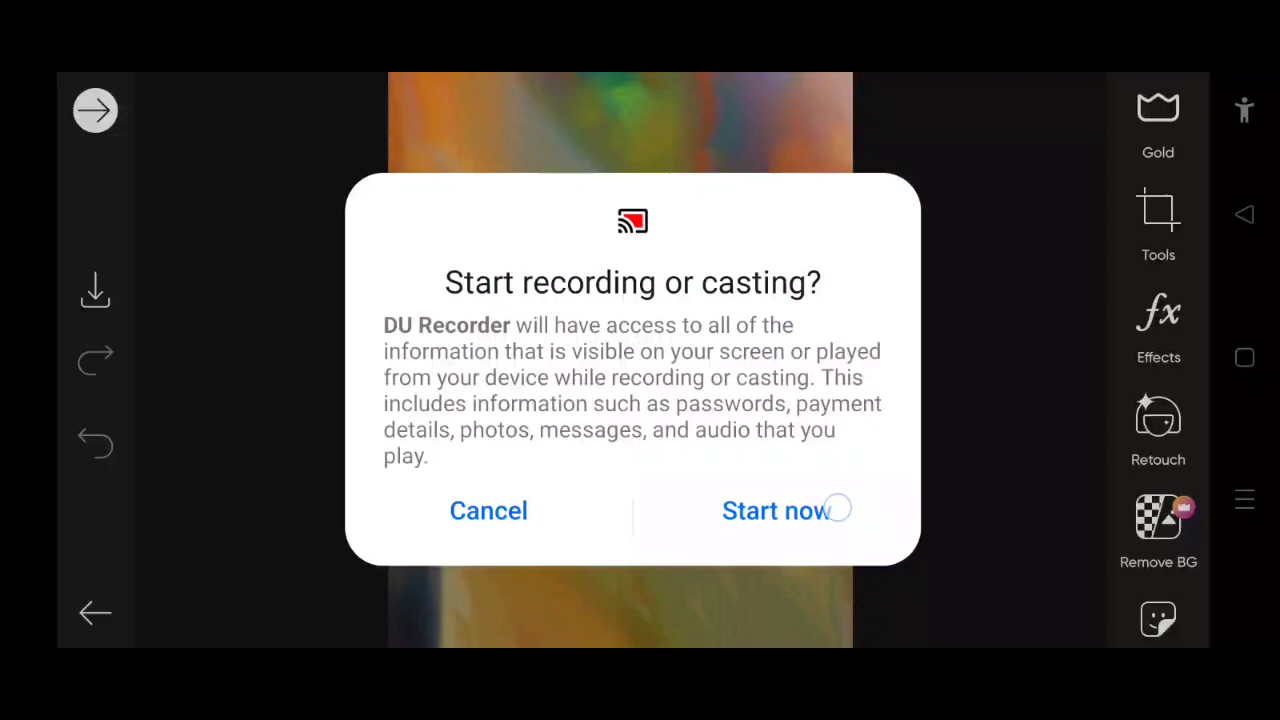 Start recording or casting?
DU Recorder will have access to all of the
information that is visible on your screen or played
from your device while recording or casting. This
includes information such as passwords, payment
details, photos, messages, and audio that you
play.
Cancel
Start now
Gold
Tools
fx
Effects
Retouch
Remove BG